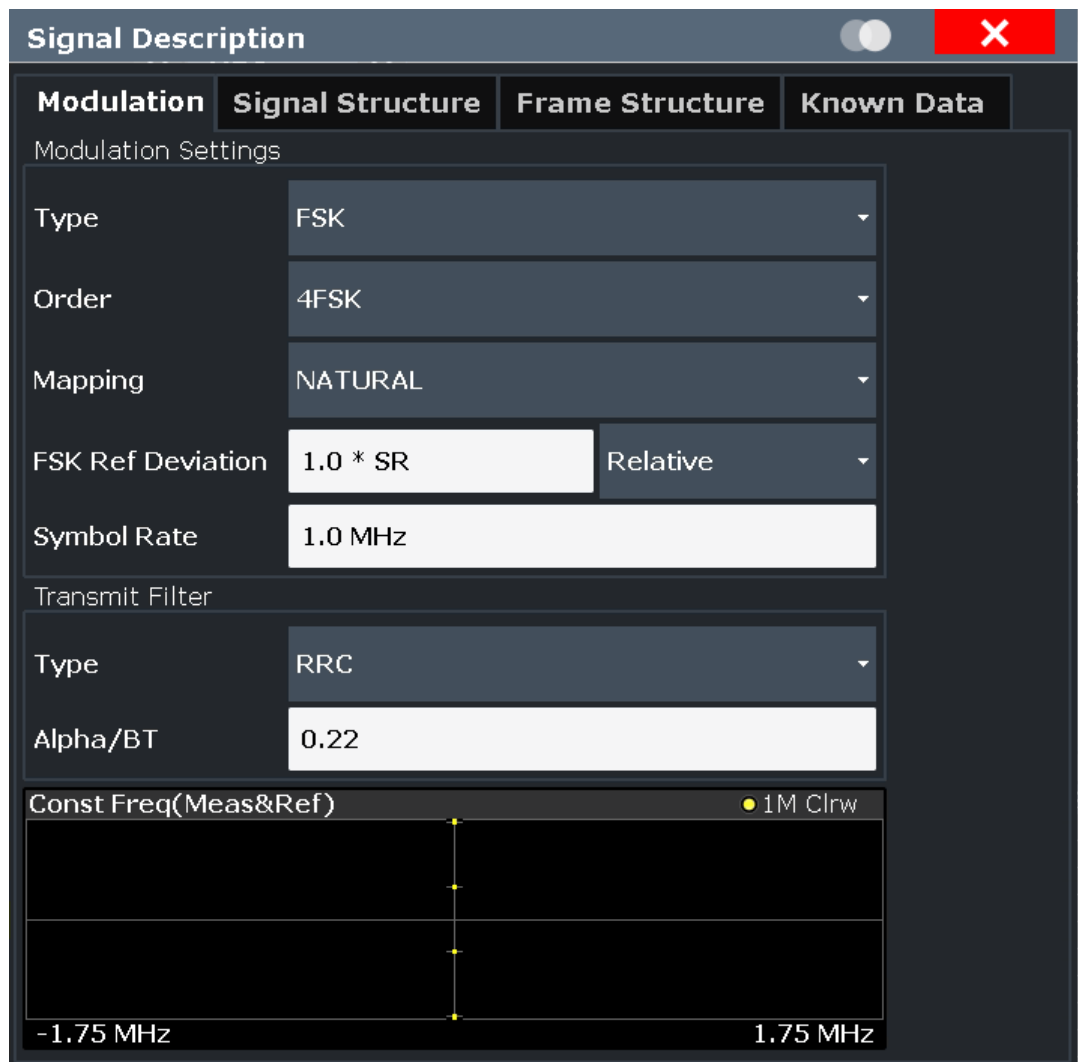 Signal Description
Modulation Signal Structure Frame Structure Known Data
Modulation Settings
Type FSK
Order 4FSK
Mapping NATURAL
FSK Ref Deviation 1.0 * SR Relative
Symbol Rate 1.0 MHz
Transmit Filter
Type RRC
Alpha/BT 0.22
Const Freq(Meas&Ref) 1M Clrw
-1.75 MHz 1.75 MHz